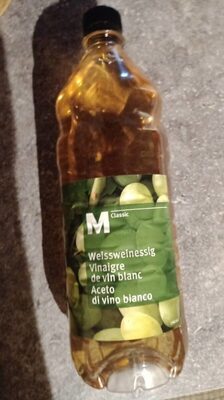 M
Classic
Weissweinessig
Vinaigre
de vin blanc
Aceto
di vino bianco